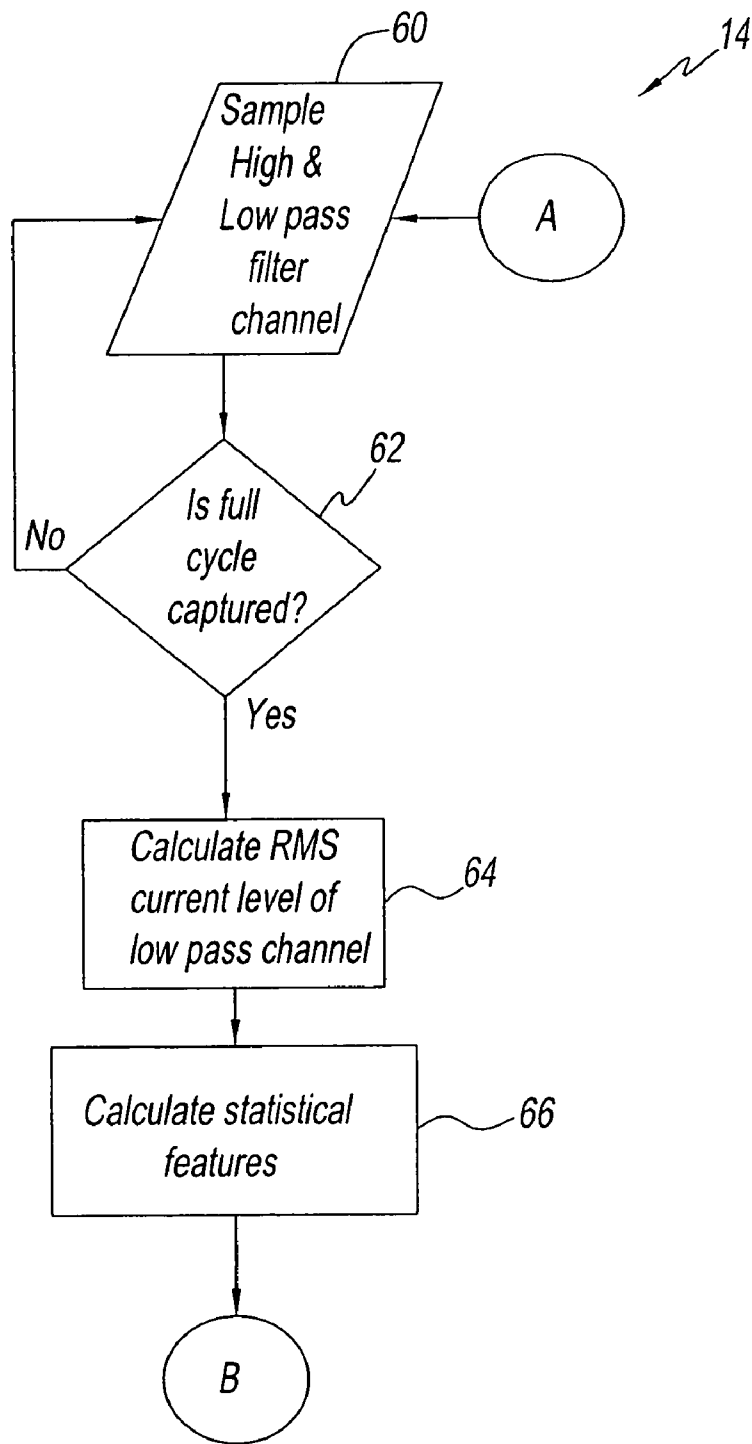 60
14
Sample
High &
Low pass
filter
channel
A
62
Is full
cycle
captured?
No
Yes
Calculate RMS
current level of
low pass channel
64
Calculate statistical
features
66
B